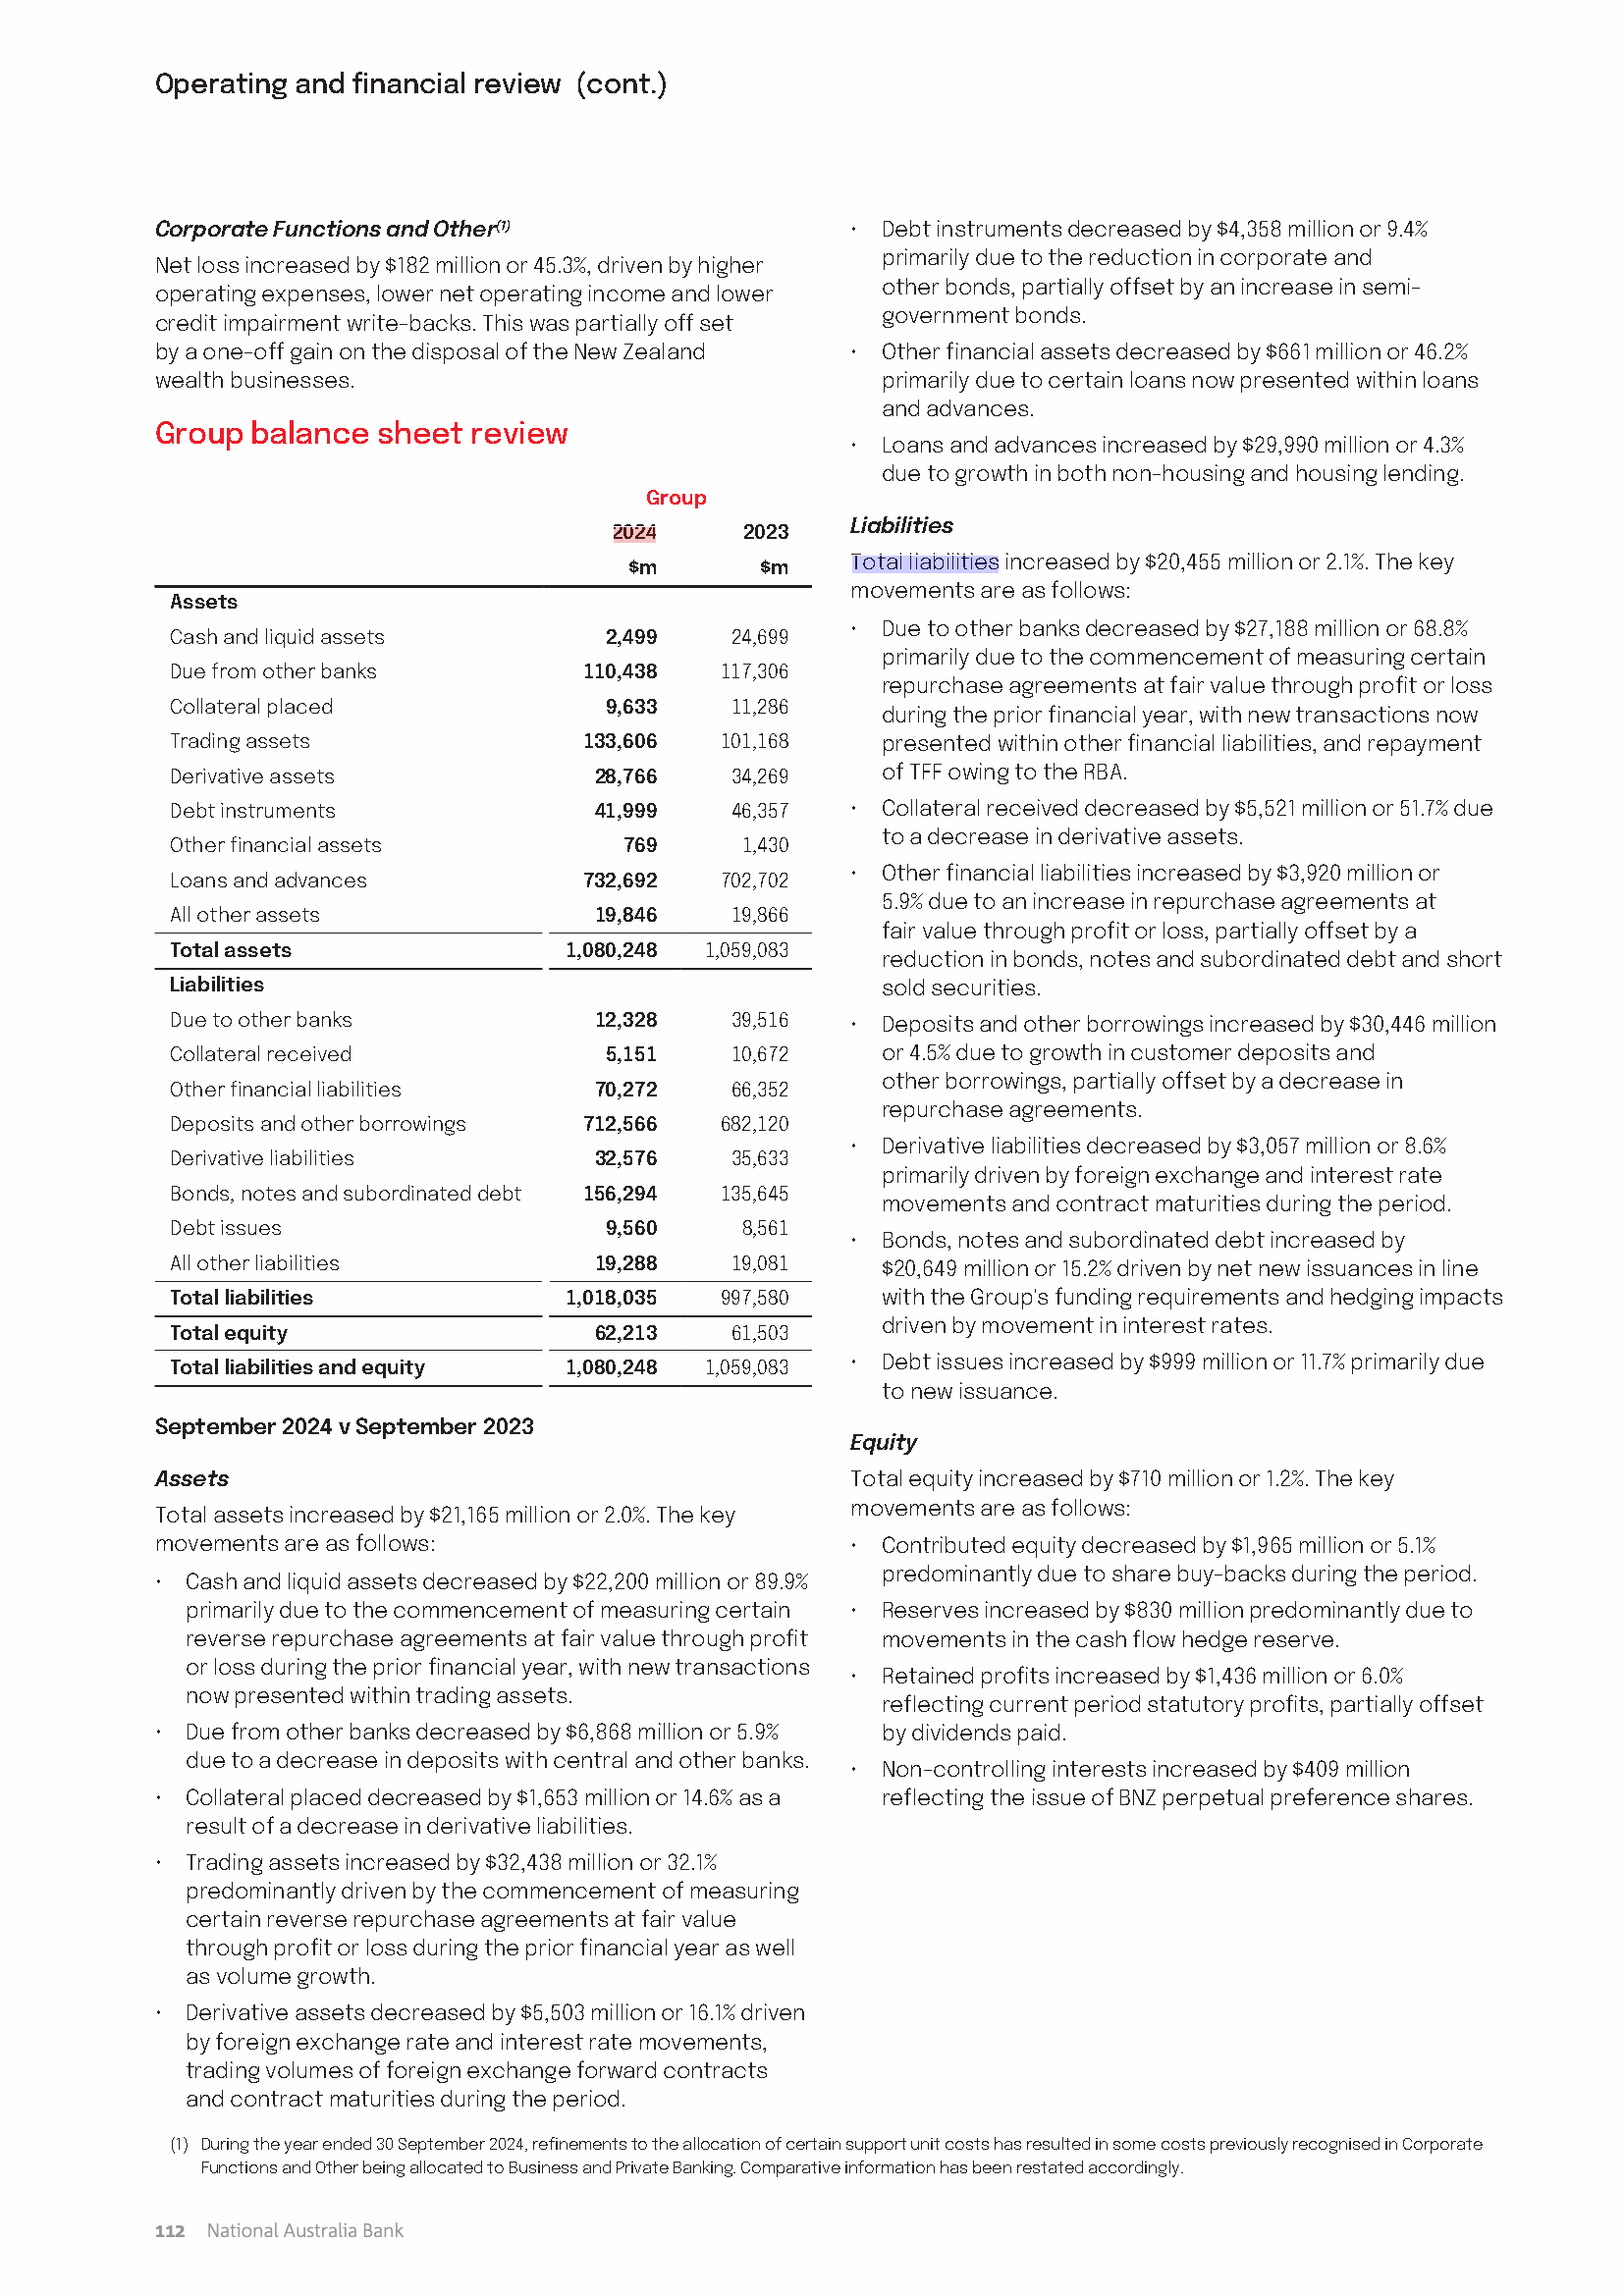 Operating and financial review (cont.)
Corporate Functions and Other(1)
Net loss increased by $182 million or 45.3%, driven by higher
operating expenses, lower net operating income and lower
credit impairment write-backs. This was partially off set
by a one-off gain on the disposal of the New Zealand
wealth businesses.
Group balance sheet review
Group
2024 2023
$m $m
Assets
Cash and liquid assets 2,499 24,699
Due from other banks 110,438 117,306
Collateral placed 9,633 11,286
Trading assets 133,606 101,168
Derivative assets 28,766 34,269
Debt instruments 41,999 46,357
Other financial assets 769 1,430
Loans and advances 732,692 702,702
All other assets 19,846 19,866
Total assets 1,080,248 1,059,083
Liabilities
Due to other banks 12,328 39,516
Collateral received 5,151 10,672
Other financial liabilities 70,272 66,352
Deposits and other borrowings 712,566 682,120
Derivative liabilities 32,576 35,633
Bonds, notes and subordinated debt 156,294 135,645
Debt issues 9,560 8,561
All other liabilities 19,288 19,081
Total liabilities 1,018,035 997,580
Total equity 62,213 61,503
Total liabilities and equity 1,080,248 1,059,083
September 2024 v September 2023
Assets
Total assets increased by $21,165 million or 2.0%. The key
movements are as follows:
• Cash and liquid assets decreased by $22,200 million or 89.9%
primarily due to the commencement of measuring certain
reverse repurchase agreements at fair value through profit
or loss during the prior financial year, with new transactions
now presented within trading assets.
• Due from other banks decreased by $6,868 million or 5.9%
due to a decrease in deposits with central and other banks.
• Collateral placed decreased by $1,653 million or 14.6% as a
result of a decrease in derivative liabilities.
• Trading assets increased by $32,438 million or 32.1%
predominantly driven by the commencement of measuring
certain reverse repurchase agreements at fair value
through profit or loss during the prior financial year as well
as volume growth.
• Derivative assets decreased by $5,503 million or 16.1% driven
by foreign exchange rate and interest rate movements,
trading volumes of foreign exchange forward contracts
and contract maturities during the period.
• Debt instruments decreased by $4,358 million or 9.4%
primarily due to the reduction in corporate and
other bonds, partially offset by an increase in semi-
government bonds.
• Other financial assets decreased by $661 million or 46.2%
primarily due to certain loans now presented within loans
and advances.
• Loans and advances increased by $29,990 million or 4.3%
due to growth in both non-housing and housing lending.
Liabilities
Total liabilities increased by $20,455 million or 2.1%. The key
movements are as follows:
• Due to other banks decreased by $27,188 million or 68.8%
primarily due to the commencement of measuring certain
repurchase agreements at fair value through profit or loss
during the prior financial year, with new transactions now
presented within other financial liabilities, and repayment
of TFF owing to the RBA.
• Collateral received decreased by $5,521 million or 51.7% due
to a decrease in derivative assets.
• Other financial liabilities increased by $3,920 million or
5.9% due to an increase in repurchase agreements at
fair value through profit or loss, partially offset by a
reduction in bonds, notes and subordinated debt and short
sold securities.
• Deposits and other borrowings increased by $30,446 million
or 4.5% due to growth in customer deposits and
other borrowings, partially offset by a decrease in
repurchase agreements.
• Derivative liabilities decreased by $3,057 million or 8.6%
primarily driven by foreign exchange and interest rate
movements and contract maturities during the period.
• Bonds, notes and subordinated debt increased by
$20,649 million or 15.2% driven by net new issuances in line
with the Group's funding requirements and hedging impacts
driven by movement in interest rates.
• Debt issues increased by $999 million or 11.7% primarily due
to new issuance.
Equity
Total equity increased by $710 million or 1.2%. The key
movements are as follows:
• Contributed equity decreased by $1,965 million or 5.1%
predominantly due to share buy-backs during the period.
• Reserves increased by $830 million predominantly due to
movements in the cash flow hedge reserve.
• Retained profits increased by $1,436 million or 6.0%
reflecting current period statutory profits, partially offset
by dividends paid.
• Non-controlling interests increased by $409 million
reflecting the issue of BNZ perpetual preference shares.
(1) During the year ended 30 September 2024, refinements to the allocation of certain support unit costs has resulted in some costs previously recognised in Corporate
Functions and Other being allocated to Business and Private Banking. Comparative information has been restated accordingly.
112 National Australia Bank